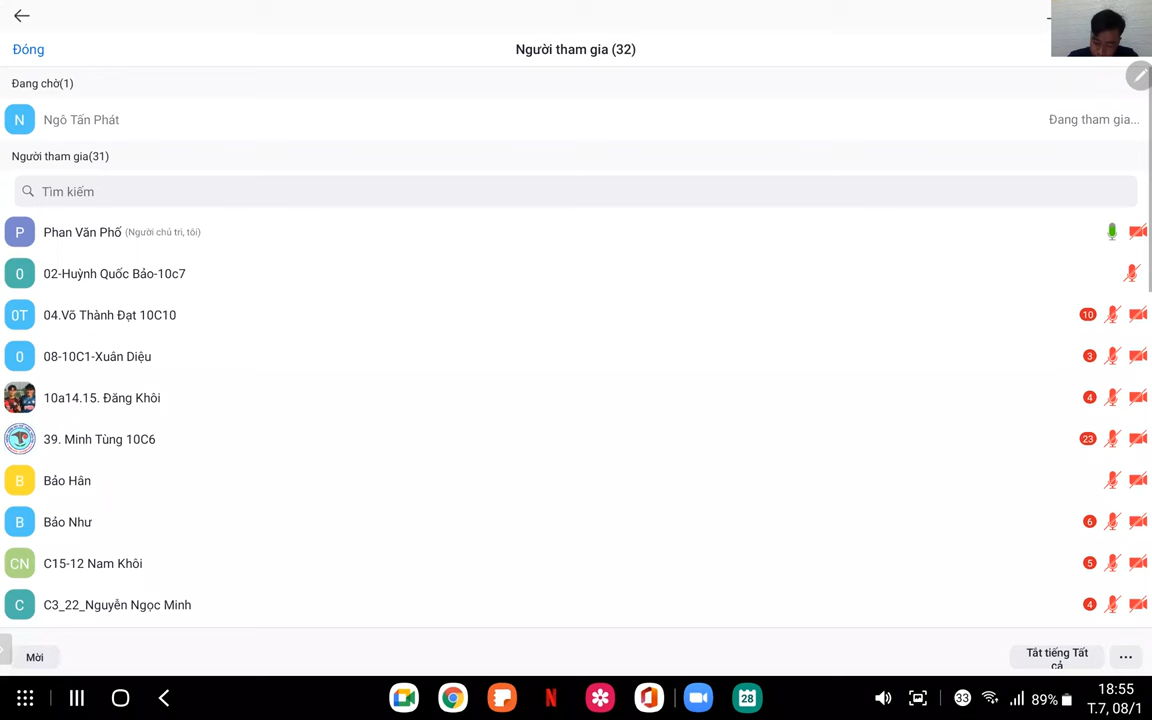 Đóng
Người tham gia (32)
Đang chờ(1)
N Ngô Tấn Phát Đang tham gia...
Người tham gia(31)
Tìm kiếm
P Phan Văn Phố (Người chủ trì, tôi)
0 02-Huỳnh Quốc Bảo-10c7
0T 04.Võ Thành Đạt 10C10 10
0 08-10C1-Xuân Diệu 3
10a14.15. Đăng Khôi 4
39. Minh Tùng 10C6 23
B Bảo Hân
B Bảo Như 6
CN C15-12 Nam Khôi 5
C C3_22_Nguyễn Ngọc Minh 4
Mời
Tắt tiếng Tất
cả
...
N
28
33
89%
18:55
T.7, 08/1